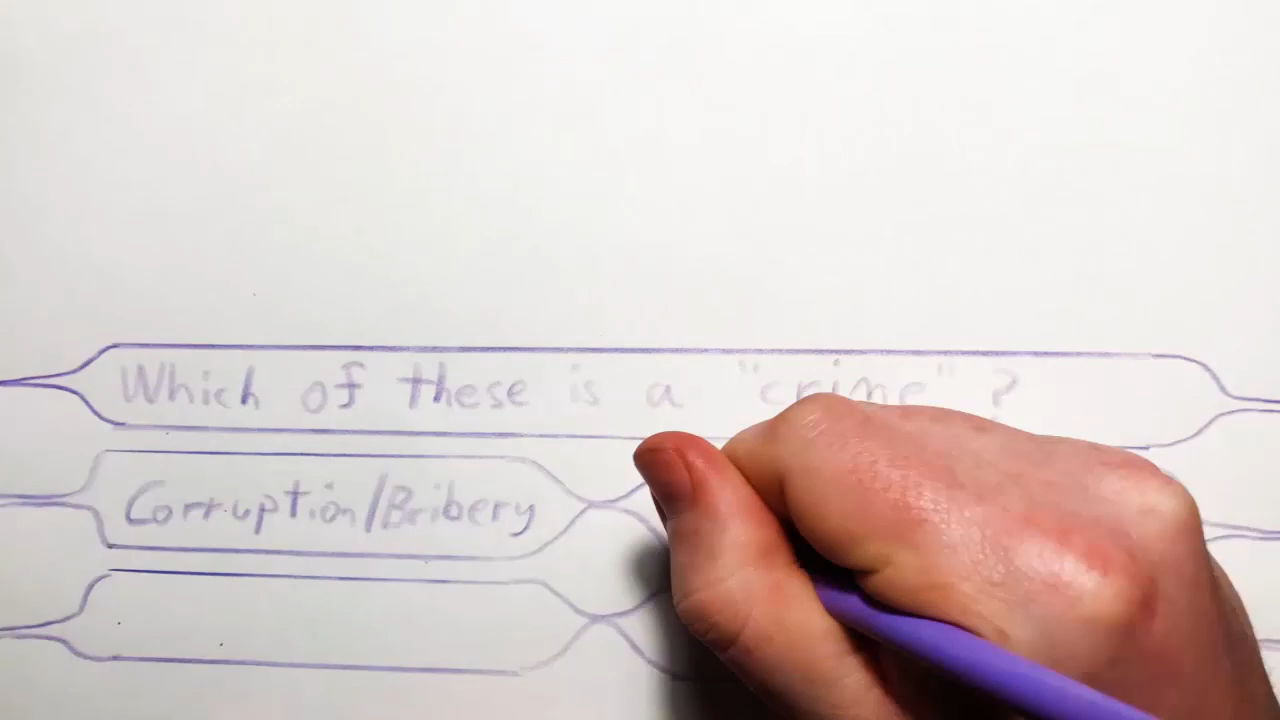 Which of these is a "crime" ?
Corruption/Bribery